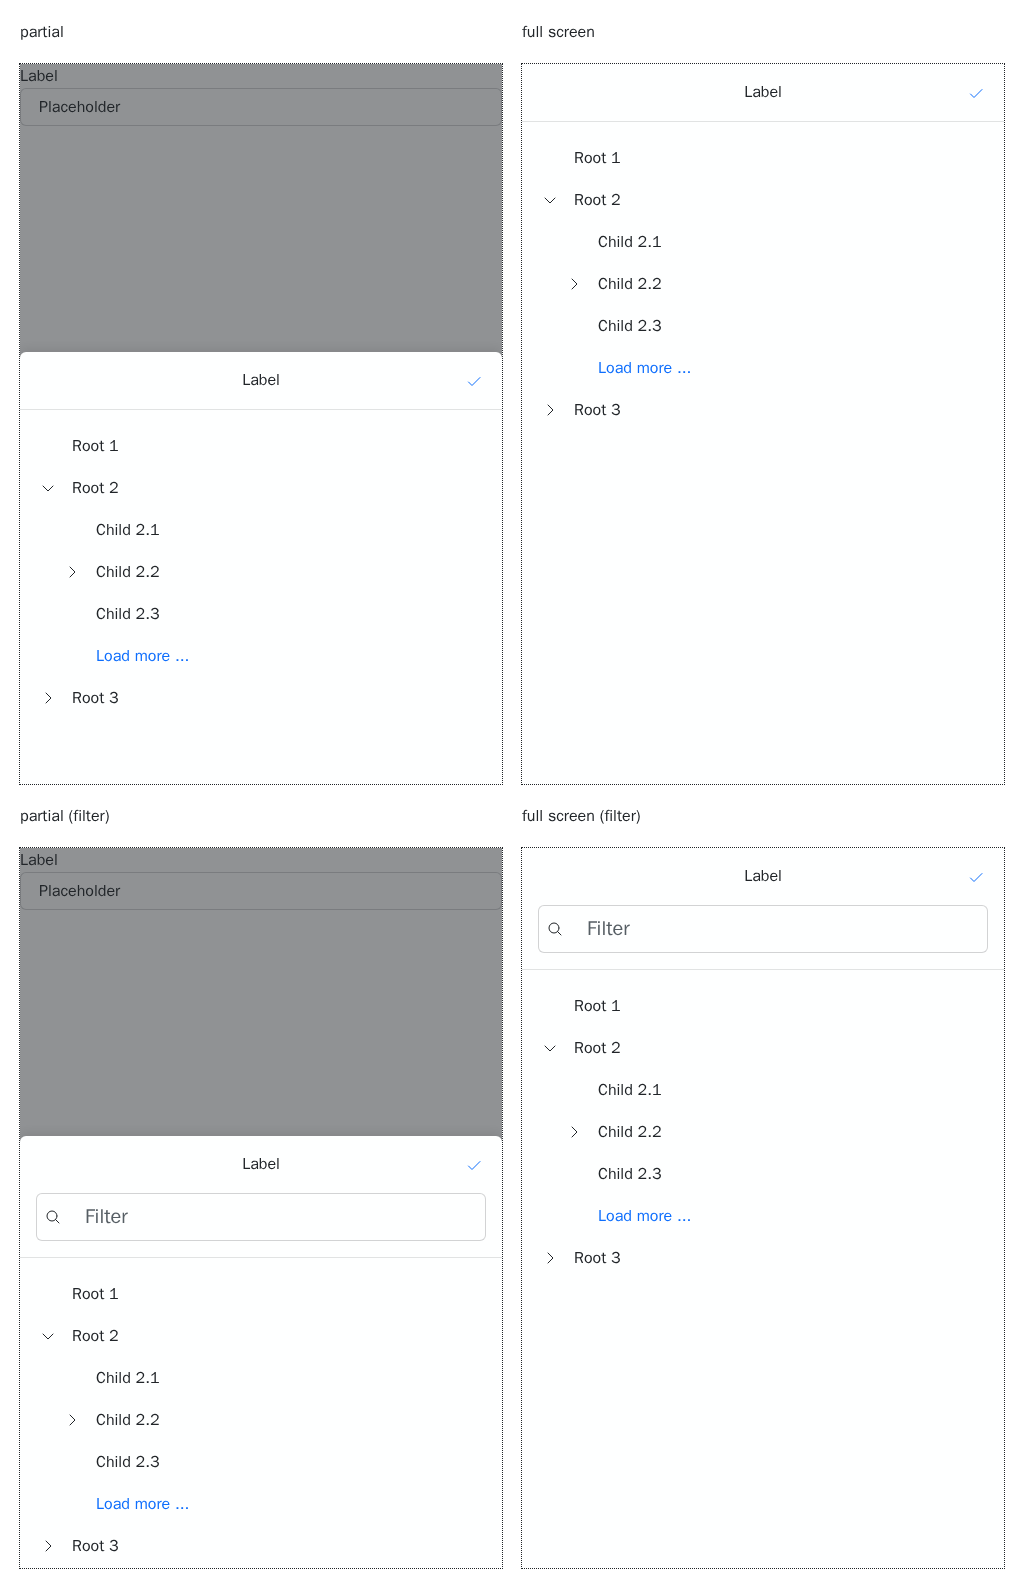 partial
Label
Placeholder
Label
Root 1
Root 2
Child 2.1
Child 2.2
Child 2.3
Load more ...
Root 3
full screen
Label
Root 1
Root 2
Child 2.1
Child 2.2
Child 2.3
Load more ...
Root 3
partial (filter)
Label
Placeholder
Label
Filter
Root 1
Root 2
Child 2.1
Child 2.2
Child 2.3
Load more ...
Root 3
full screen (filter)
Label
Filter
Root 1
Root 2
Child 2.1
Child 2.2
Child 2.3
Load more ...
Root 3